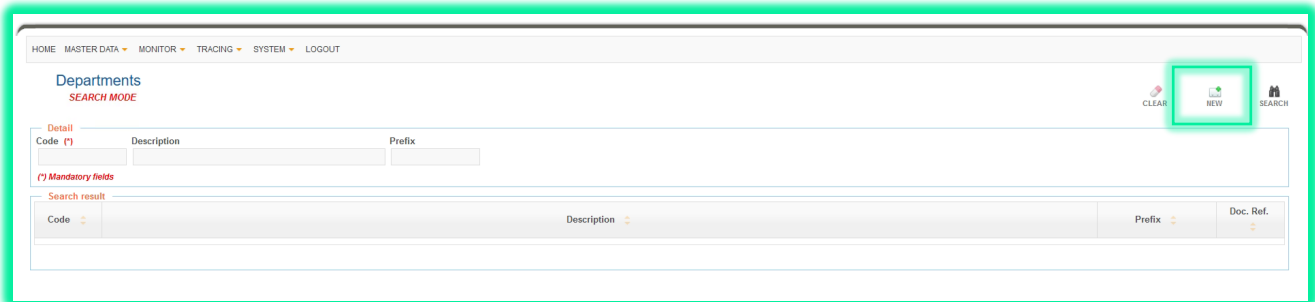 HOME MASTER DATA MONITOR TRACING SYSTEM LOGOUT
Departments
SEARCH MODE
CLEAR NEW SEARCH
Detail
Code (*) Description Prefix
(*) Mandatory fields
Search result
Code Description Prefix Doc. Ref.